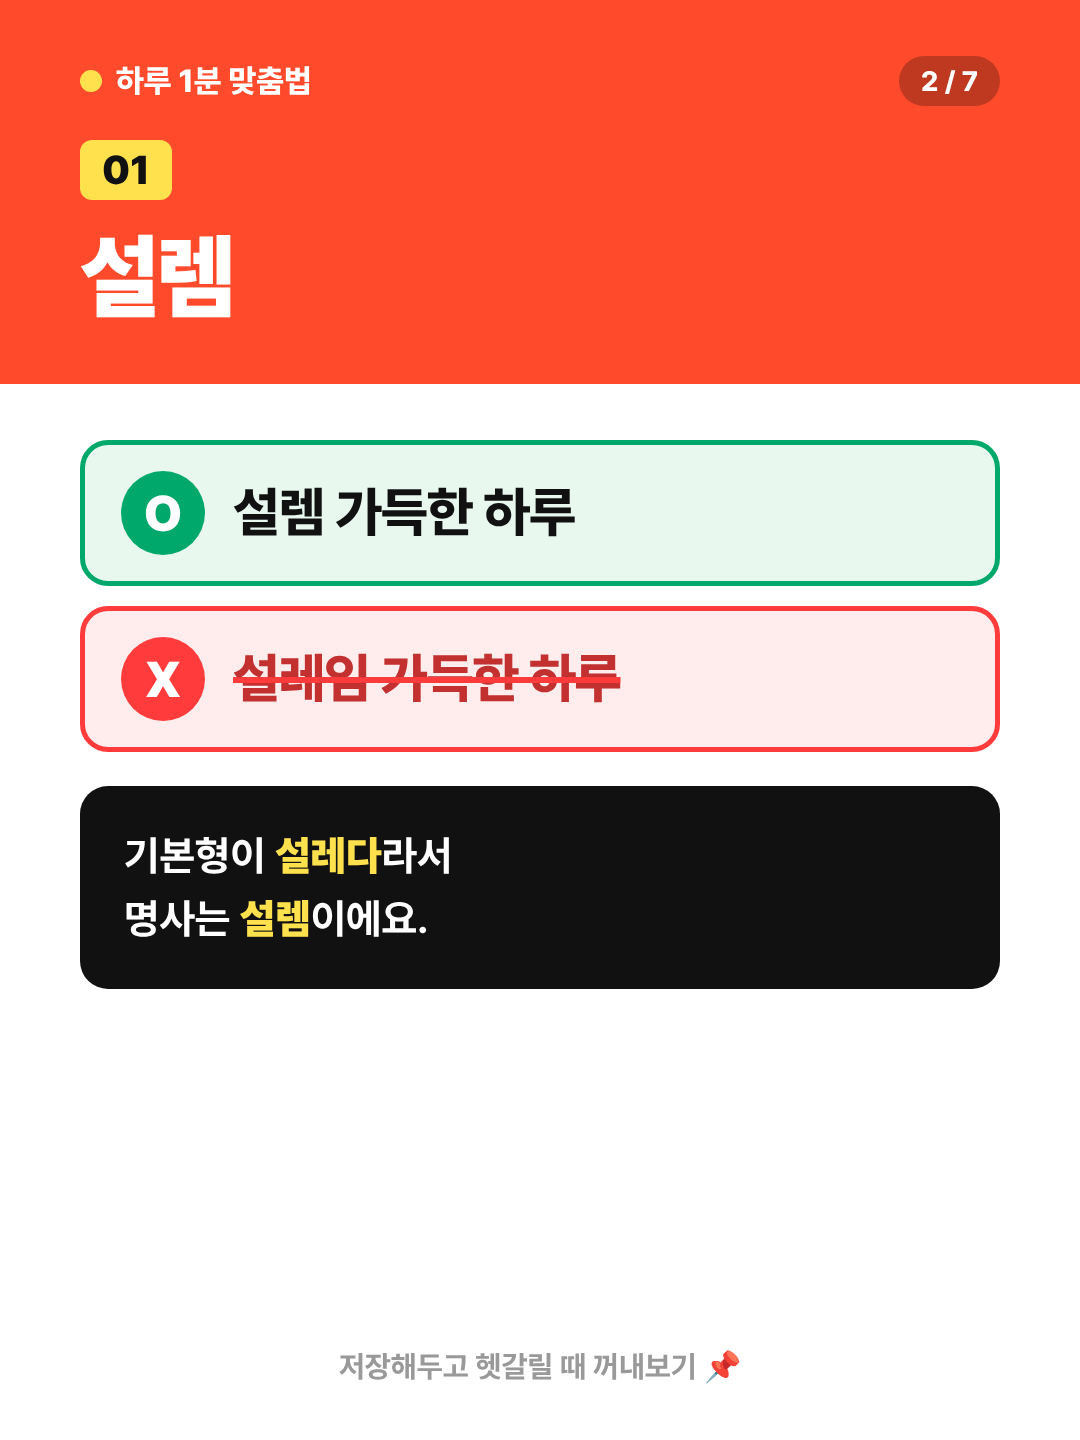 하루 1분 맞춤법
2 / 7
01
설렘
O 설렘 가득한 하루
X 설레임 가득한 하루
기본형이 설레다라서
명사는 설렘이에요.
저장해두고 헷갈릴 때 꺼내보기 📌